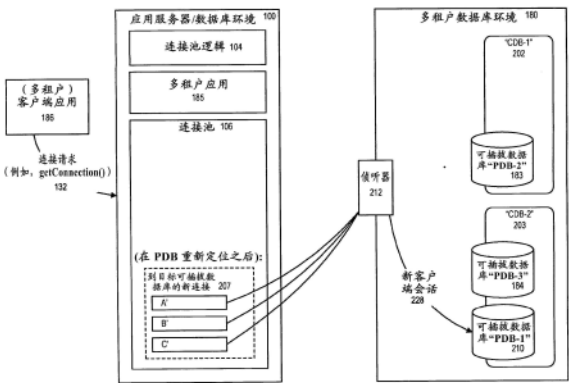 应用服务器/数据库环境 100
连接池逻辑 104
多租户应用
185
连接池 106
(多租户)
客户端应用
186
连接请求
(例如，getConnection())
132
(在 PDB 重新定位之后):
到目标可插拔数
据库的新连接 207
A'
B'
C'
侦听器
212
多租户数据库环境 180
"CDB-1"
202
可插拔数据
库"PDB-2"
183
"CDB-2"
203
可插拔数据
库"PDB-3"
184
新客户
端会话
228
可插拔数据
库"PDB-1"
210